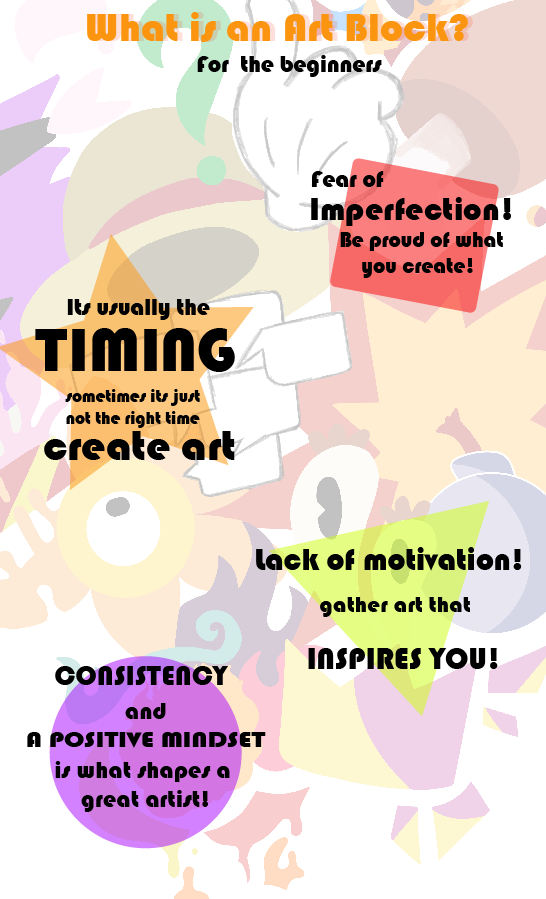 What is an Art Block?
For the beginners
Fear of
Imperfection!
Be proud of what
you create!
Its usually the
TIMING
sometimes its just
not the right time
create art
Lack of motivation!
gather art that
INSPIRES YOU!
CONSISTENCY
and
A POSITIVE MINDSET
is what shapes a
great artist!